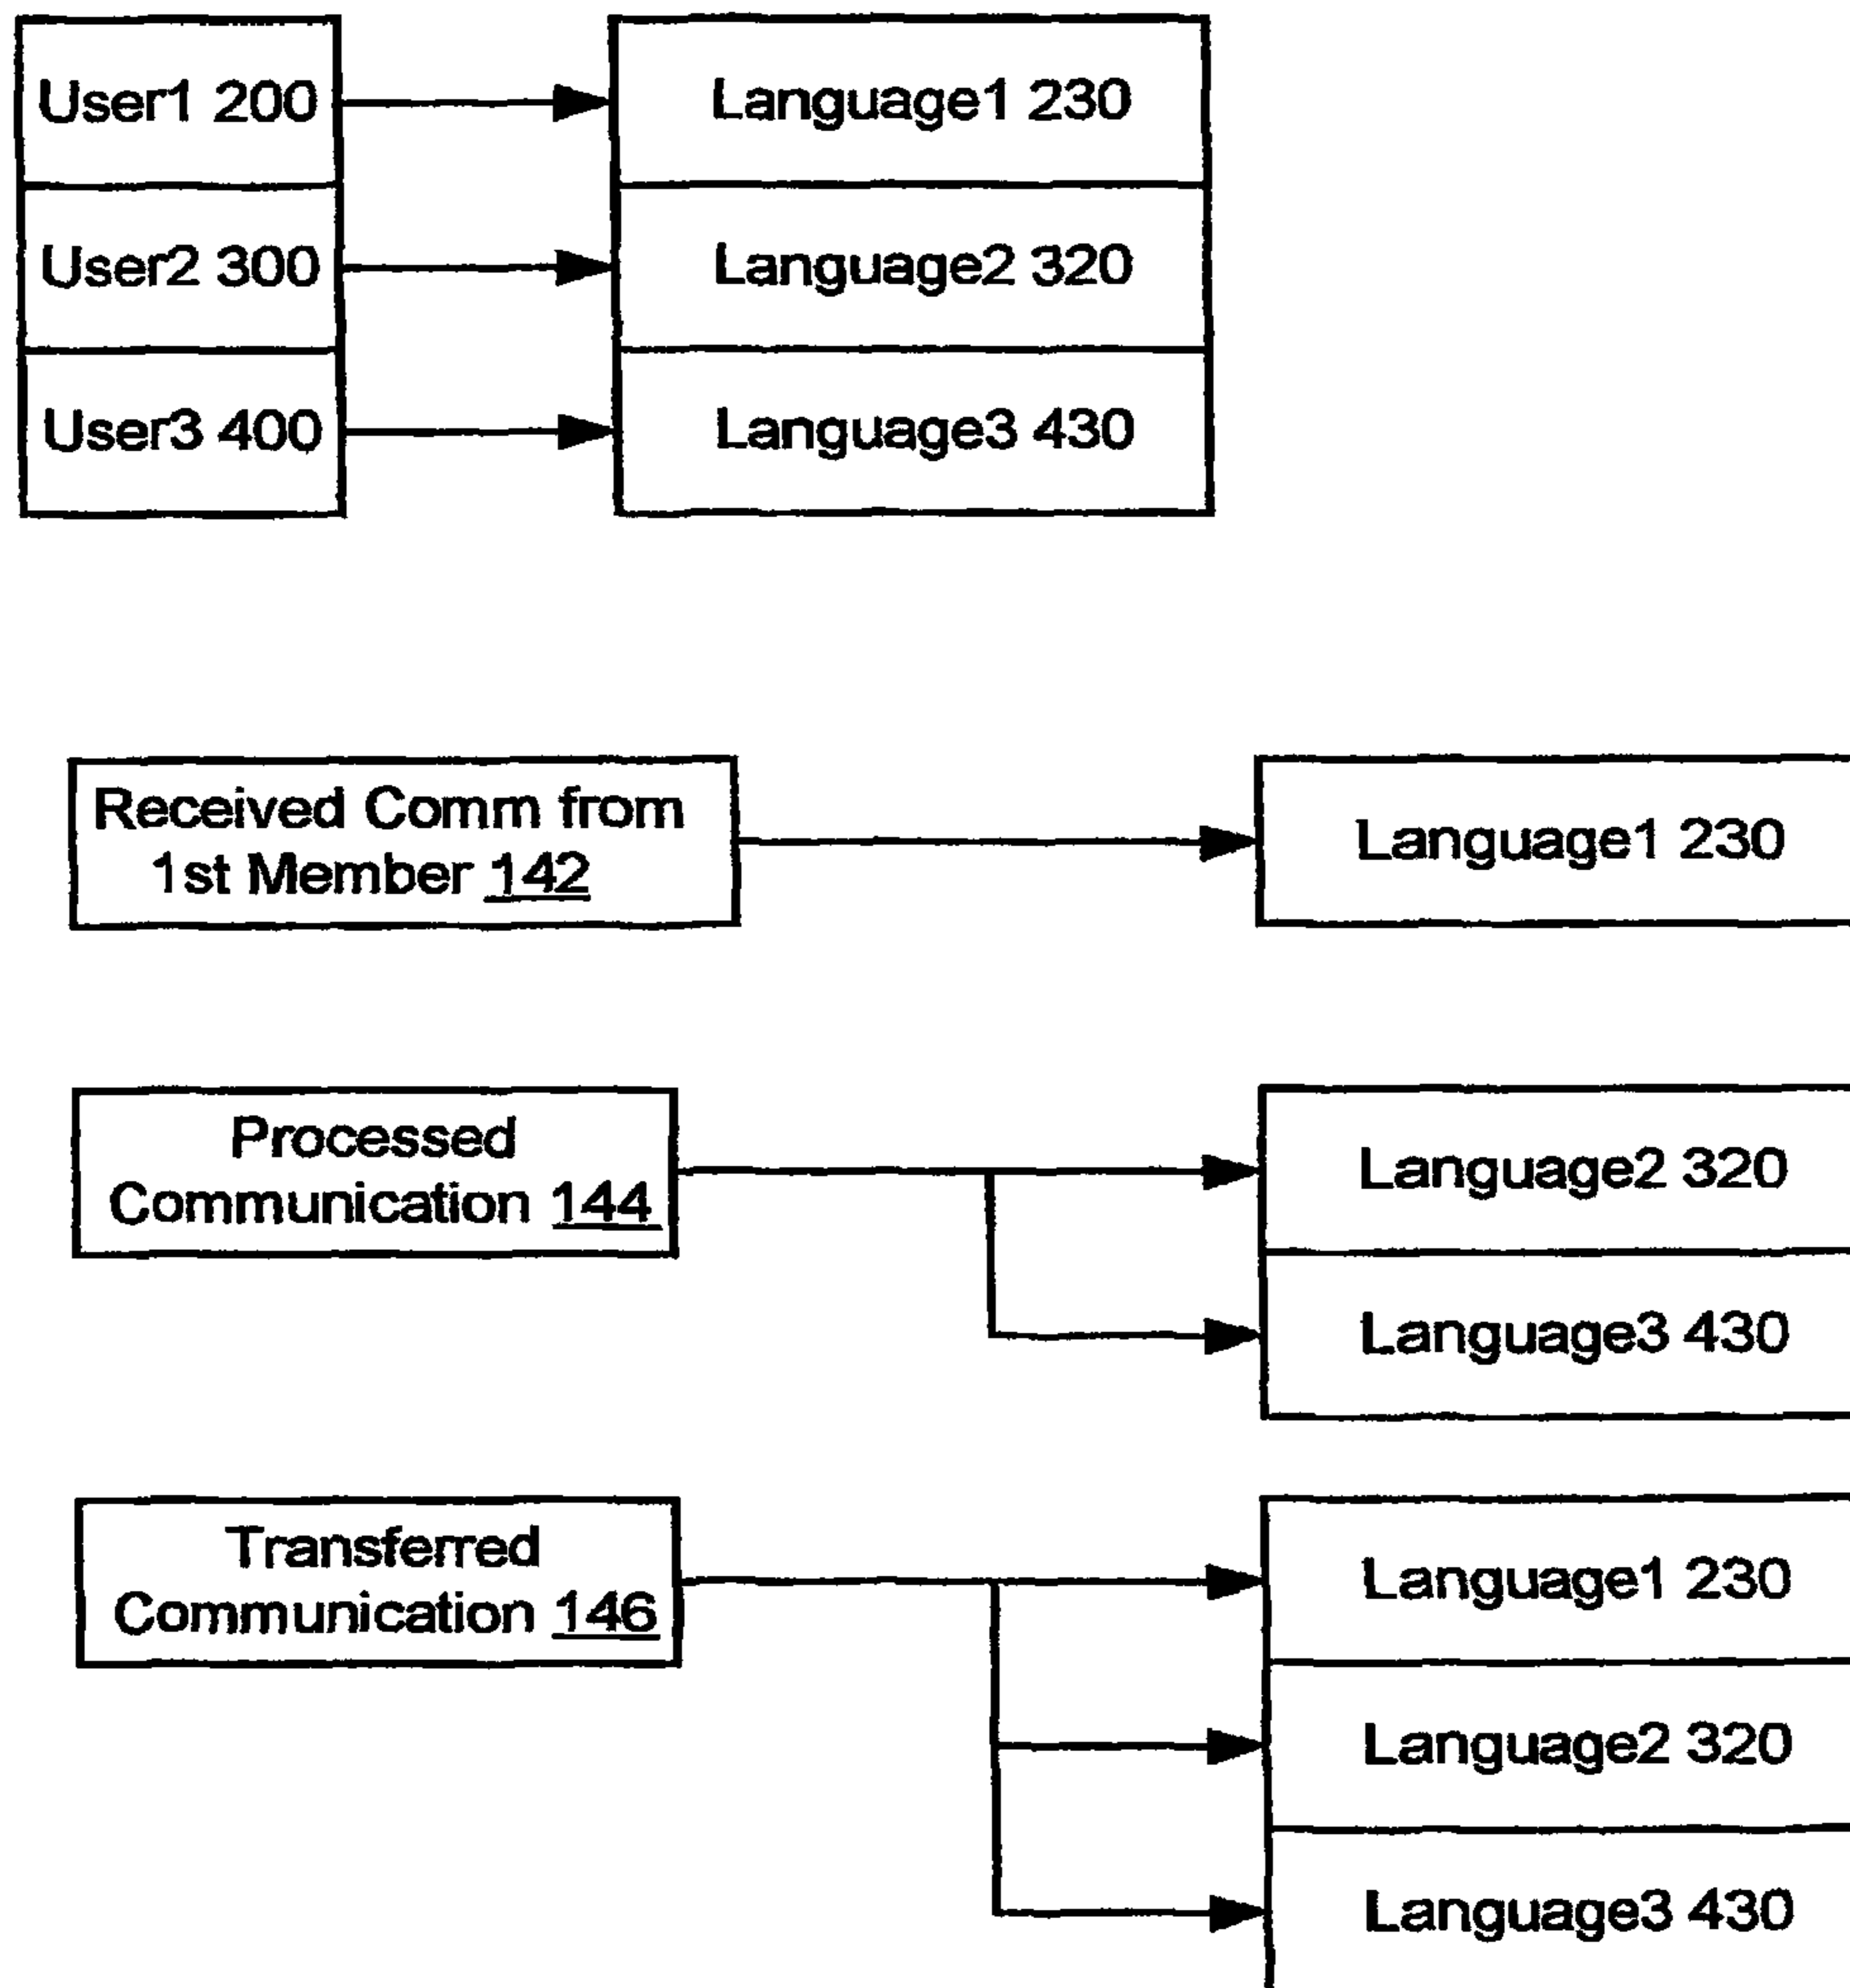 User1 200
Language1 230
User2 300
Language2 320
User3 400
Language3 430
Received Comm from
1st Member 142
Language1 230
Processed
Communication 144
Language2 320
Language3 430
Transferred
Communication 146
Language1 230
Language2 320
Language3 430